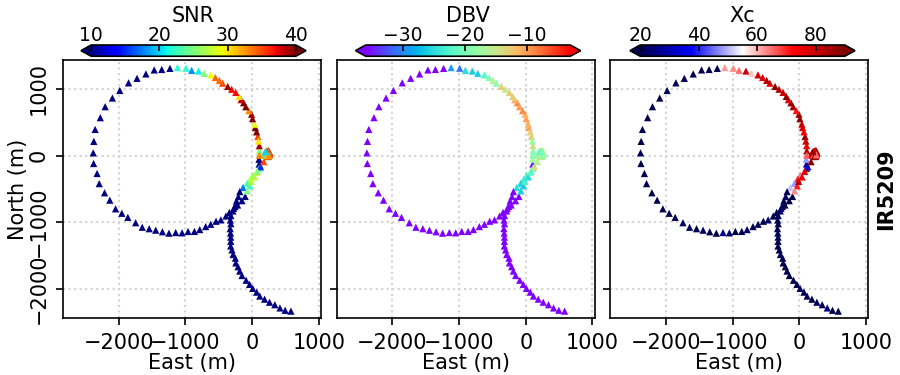 SNR
10 20 30 40
DBV
−30 −20 −10
Xc
20 40 60 80
North (m)
1000
0
−1000
−2000
−2000 −1000 0 1000
East (m)
−2000 −1000 0 1000
East (m)
−2000 −1000 0 1000
East (m)
IR5209